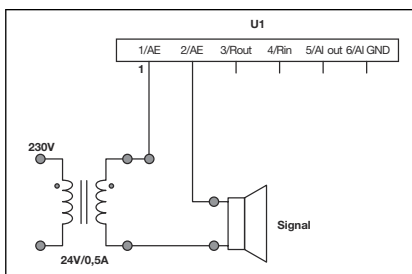 U1
1/AE 2/AE 3/Rout 4/Rin 5/AI out 6/AI GND
1
230V
Signal
24V/0,5A